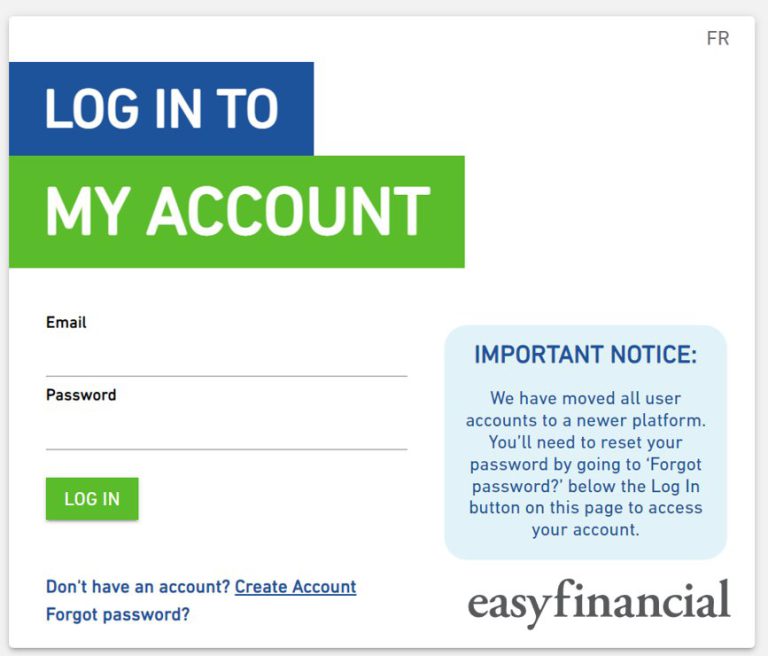 FR
LOG IN TO
MY ACCOUNT
Email
Password
LOG IN
Don't have an account? Create Account
Forgot password?
IMPORTANT NOTICE:
We have moved all user
accounts to a newer platform.
You'll need to reset your
password by going to ‘Forgot
password?’ below the Log In
button on this page to access
your account.
easyfinancial